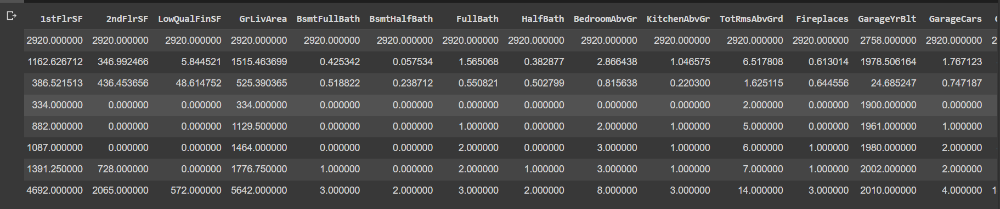 1stFlrSF 2ndFlrSF LowQualFinSF GrLivArea BsmtFullBath BsmtHalfBath FullBath HalfBath BedroomAbvGr KitchenAbvGr TotRmsAbvGrd Fireplaces GarageYrBlt GarageCars
2920.000000 2920.000000 2920.000000 2920.000000 2920.000000 2920.000000 2920.000000 2920.000000 2920.000000 2920.000000 2920.000000 2920.000000 2758.000000 2920.000000 2
1162.626712 346.992466 5.844521 1515.463699 0.425342 0.057534 1.565068 0.382877 2.866438 1.046575 6.517808 0.613014 1978.506164 1.767123
386.521513 436.453656 48.614752 525.390365 0.518822 0.238712 0.550821 0.502799 0.815638 0.220300 1.625115 0.644556 24.685247 0.747187
334.000000 0.000000 0.000000 334.000000 0.000000 0.000000 0.000000 0.000000 0.000000 0.000000 2.000000 0.000000 1900.000000 0.000000
882.000000 0.000000 0.000000 1129.500000 0.000000 0.000000 1.000000 0.000000 2.000000 1.000000 5.000000 0.000000 1961.000000 1.000000
1087.000000 0.000000 0.000000 1464.000000 0.000000 0.000000 2.000000 0.000000 3.000000 1.000000 6.000000 1.000000 1980.000000 2.000000
1391.250000 728.000000 0.000000 1776.750000 1.000000 0.000000 2.000000 1.000000 3.000000 1.000000 7.000000 1.000000 2002.000000 2.000000
4692.000000 2065.000000 572.000000 5642.000000 3.000000 2.000000 3.000000 2.000000 8.000000 3.000000 14.000000 3.000000 2010.000000 4.000000 1